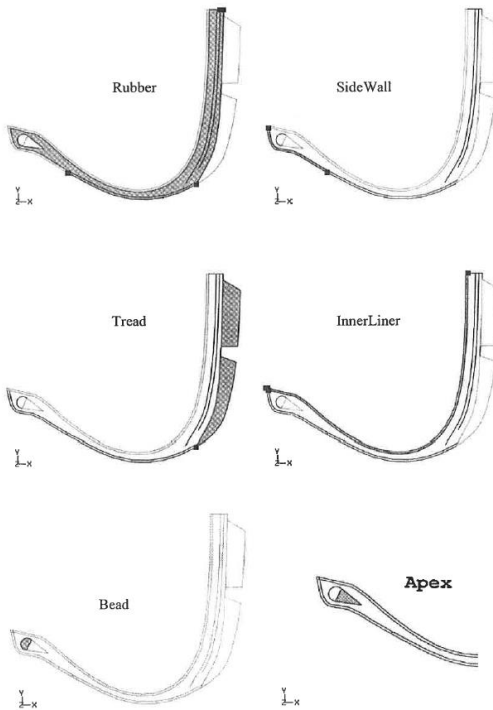 Rubber
SideWall
Y
Z X
Y
Z X
Tread
InnerLiner
Y
Z X
Y
Z X
Bead
Apex
Y
Z X
Y
Z X